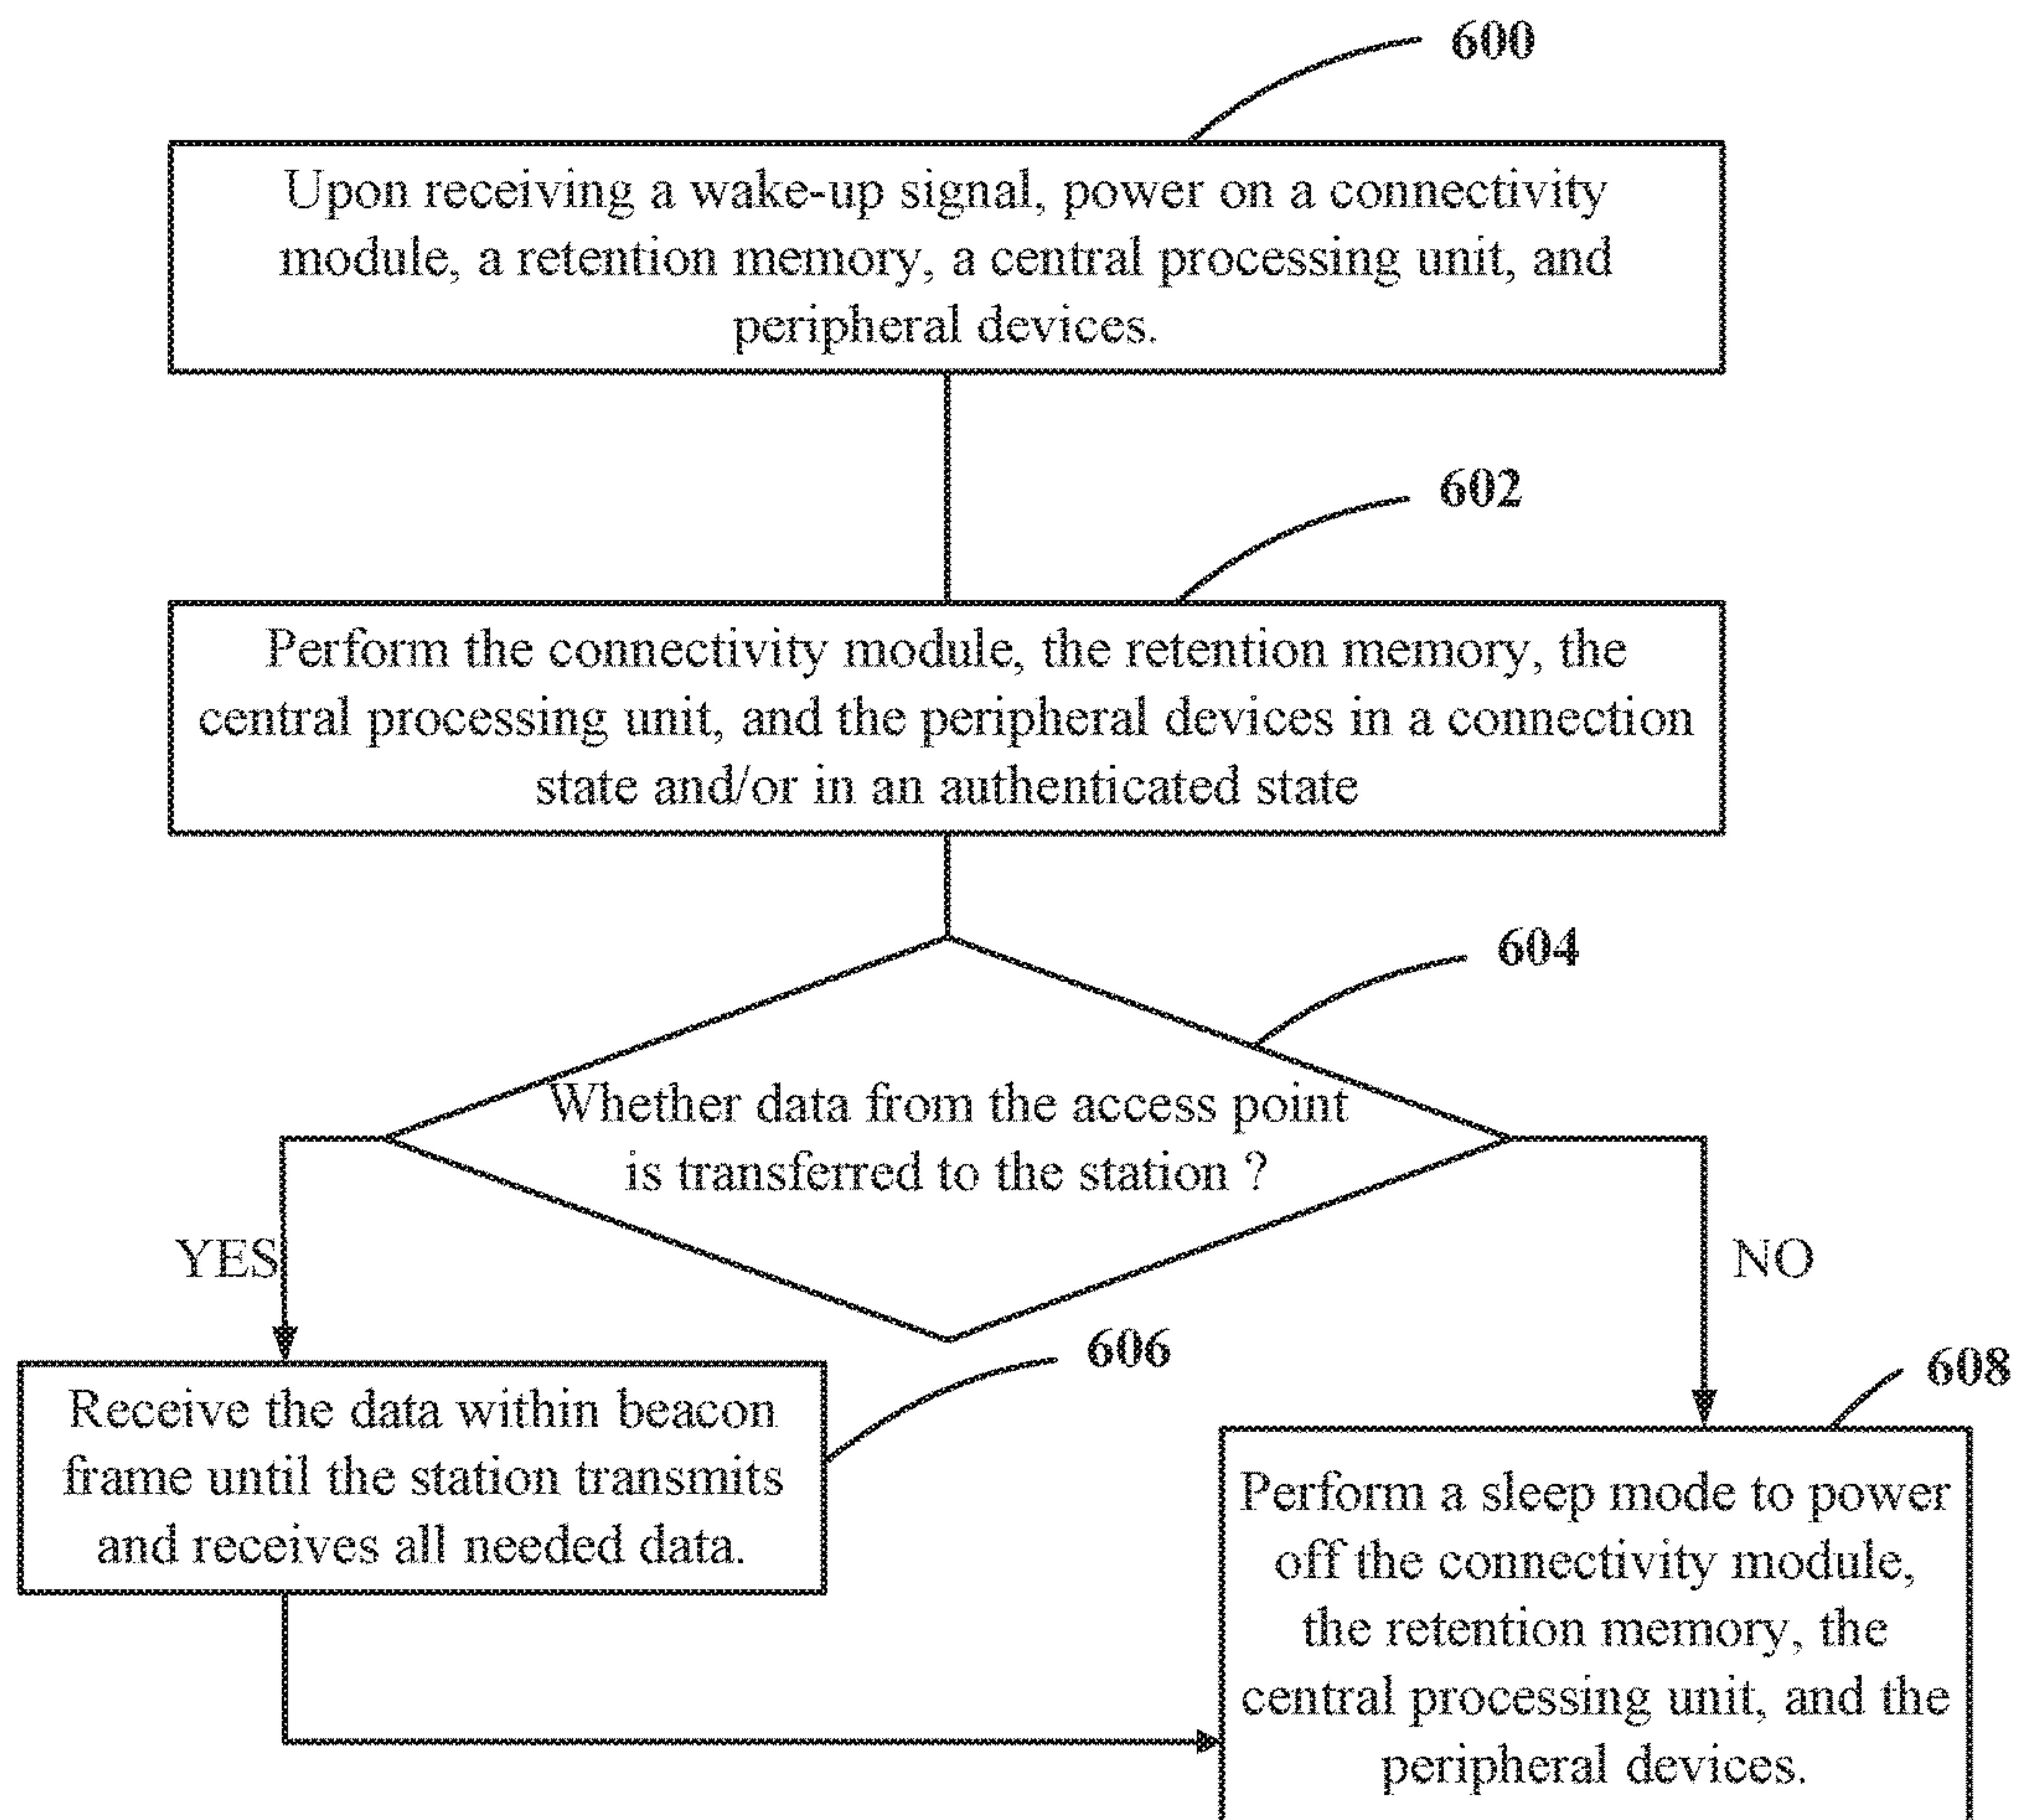 600
Upon receiving a wake-up signal, power on a connectivity
module, a retention memory, a central processing unit, and
peripheral devices.
602
Perform the connectivity module, the retention memory, the
central processing unit, and the peripheral devices in a connection
state and/or in an authenticated state
604
Whether data from the access point
is transferred to the station ?
YES
NO
606
Receive the data within beacon
frame until the station transmits
and receives all needed data.
608
Perform a sleep mode to power
off the connectivity module,
the retention memory, the
central processing unit, and the
peripheral devices.